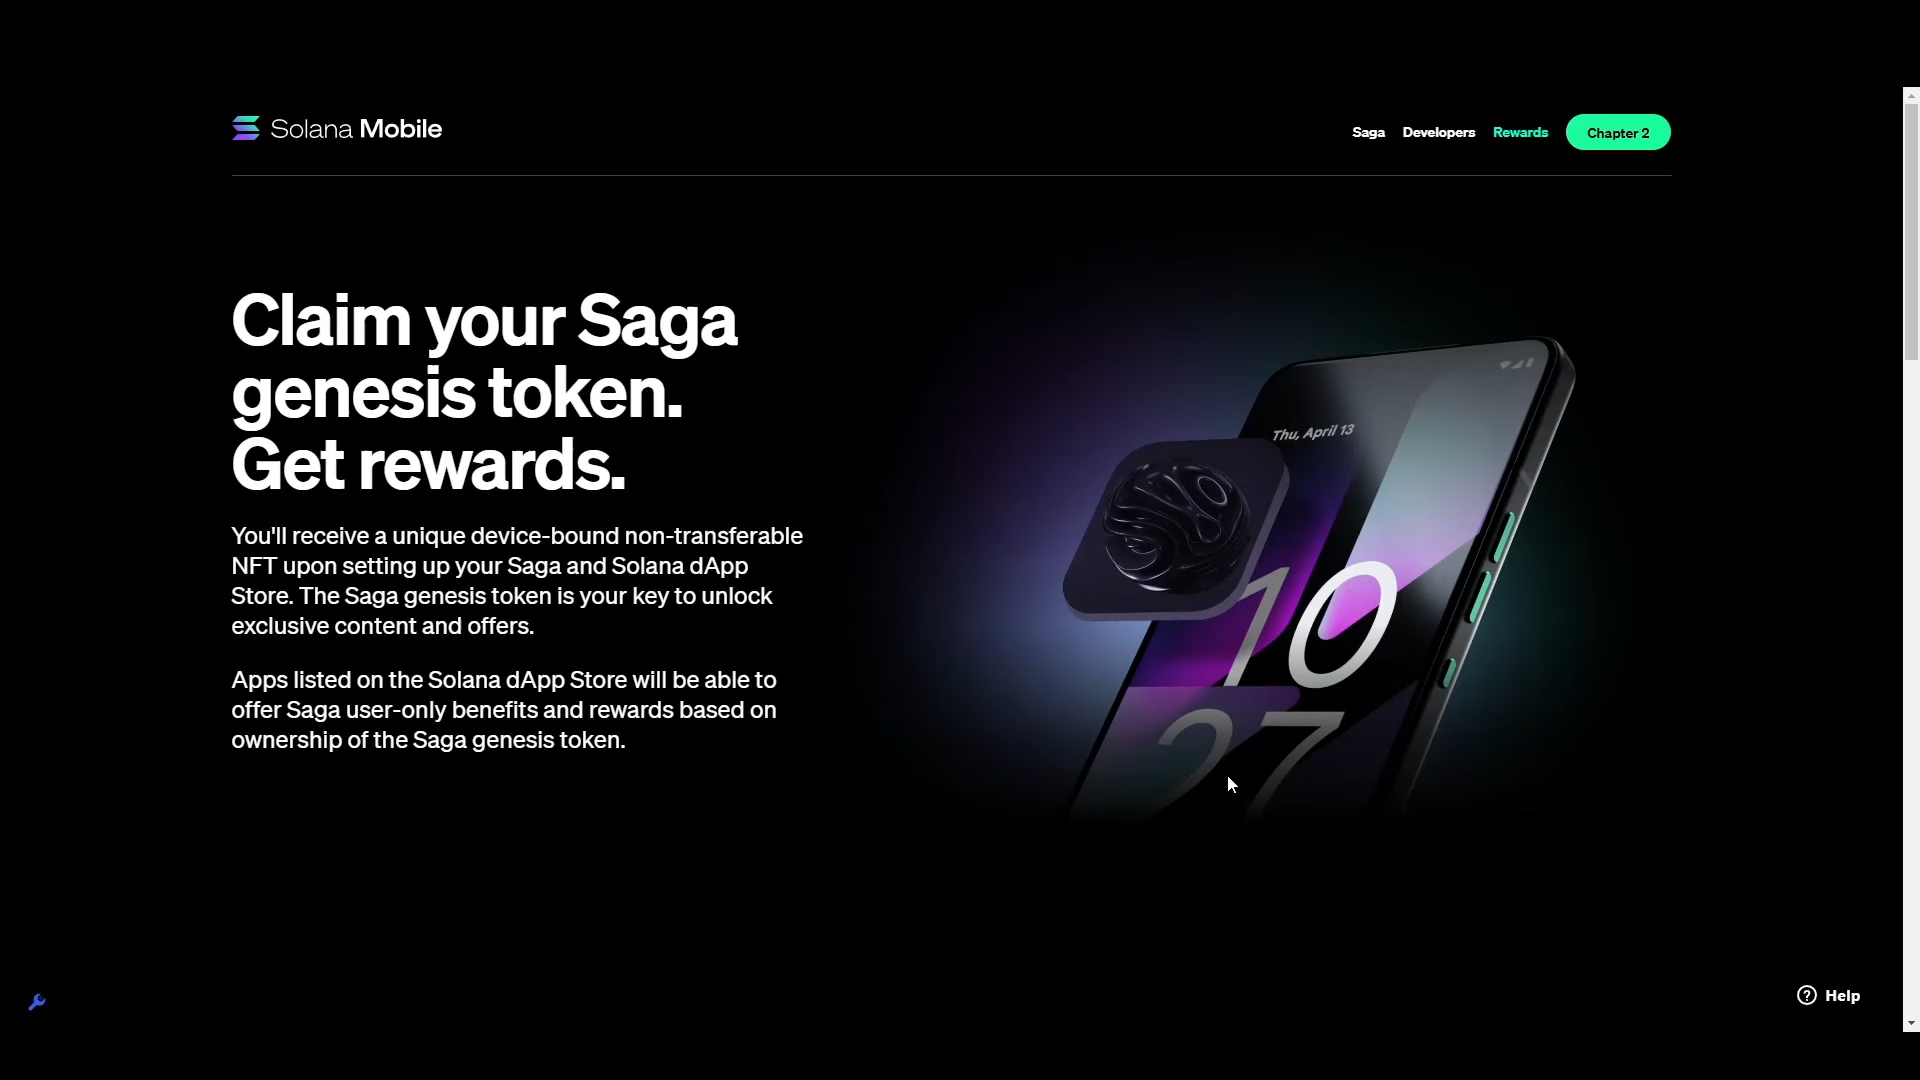 Solana Mobile
Saga Developers Rewards Chapter 2
Claim your Saga
genesis token.
Get rewards.
You'll receive a unique device-bound non-transferable
NFT upon setting up your Saga and Solana dApp
Store. The Saga genesis token is your key to unlock
exclusive content and offers.
Apps listed on the Solana dApp Store will be able to
offer Saga user-only benefits and rewards based on
ownership of the Saga genesis token.
Thu, April 13
10
27
Help